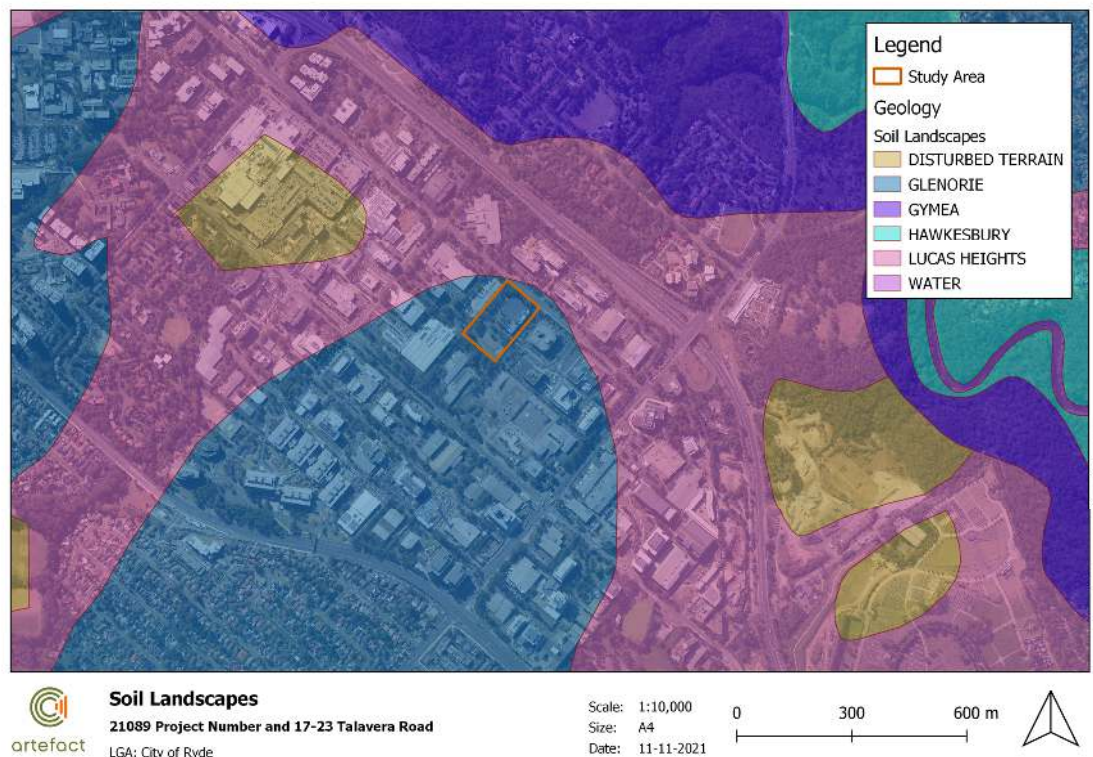 Legend
Study Area
Geology
Soil Landscapes
DISTURBED TERRAIN
GLENORIE
GYMEA
HAWKESBURY
LUCAS HEIGHTS
WATER
artefact
Soil Landscapes
21089 Project Number and 17-23 Talavera Road
LGA: City of Ryde
Scale: 1:10,000
Size: A4
Date: 11-11-2021
0 300 600 m